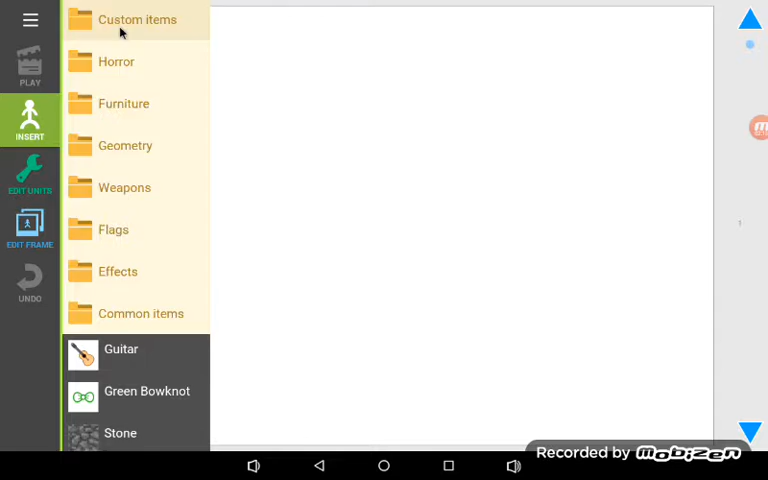 Custom items
Horror
PLAY
Furniture
INSERT
Geometry
Weapons
EDIT UNITS
Flags
EDIT FRAME
Effects
UNDO
Common items
Guitar
Green Bowknot
Stone
Recorded by mobizen